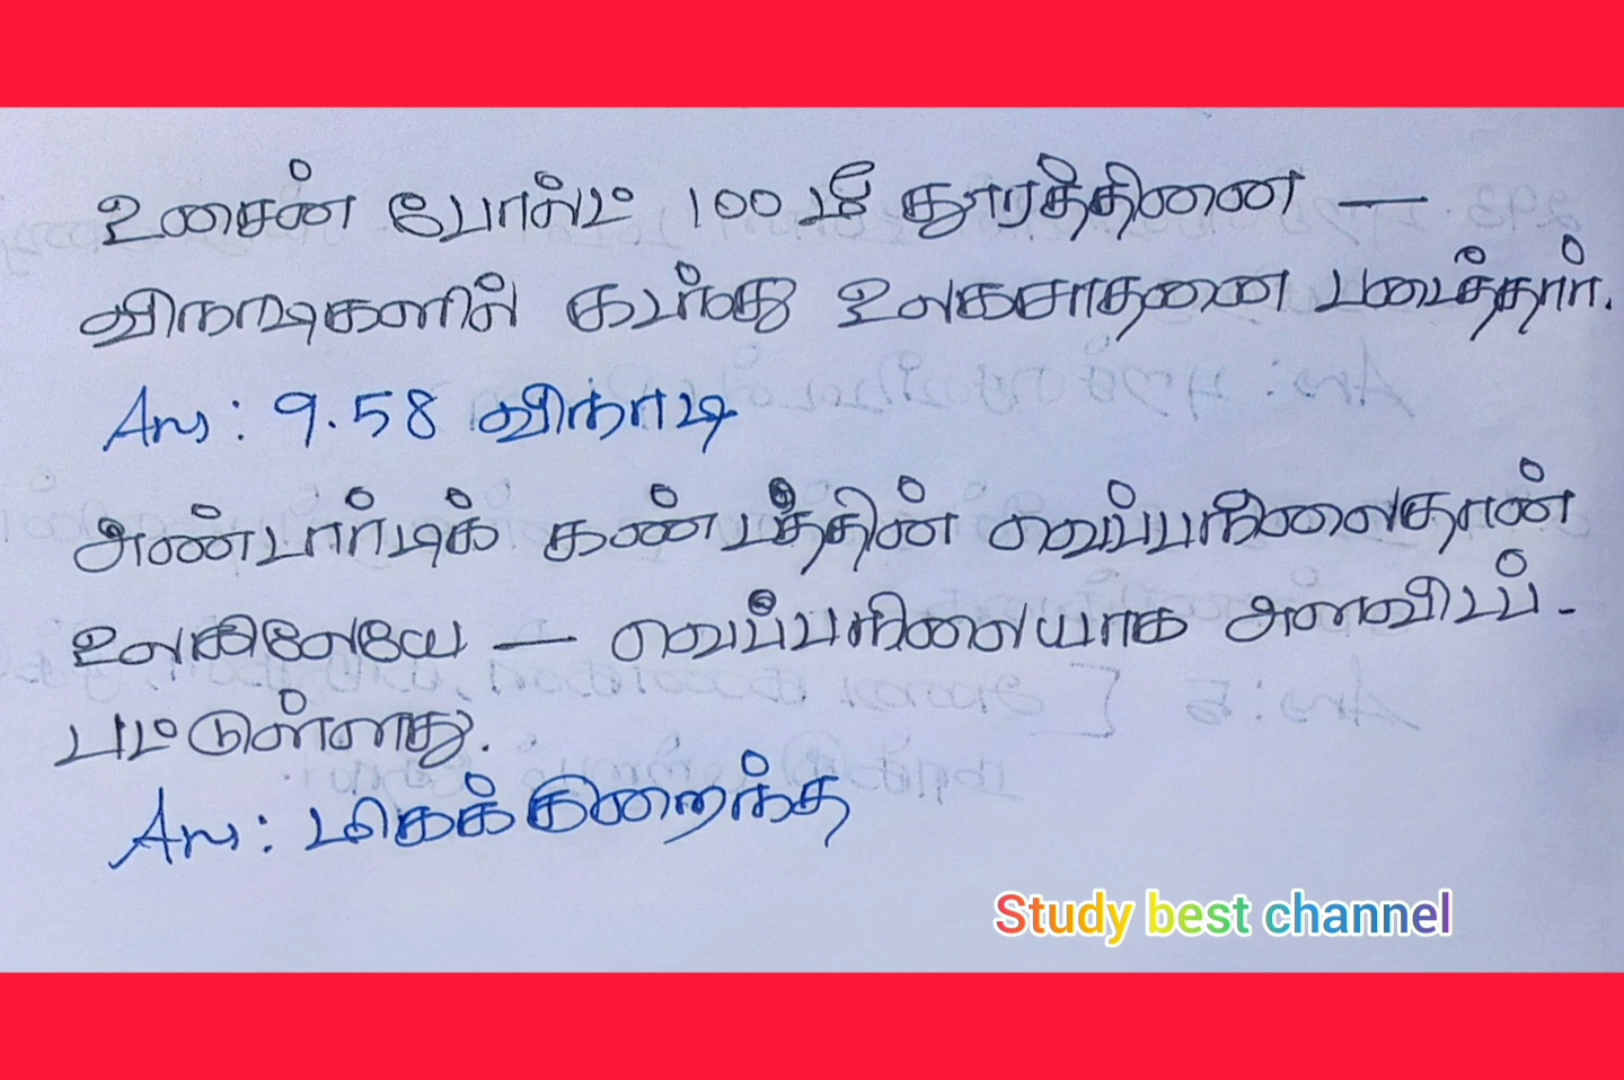 உசைன் போல்ட் 100 மீ தூரத்தினை —
விநாடிகளில் கடந்து உலகசாதனை படைத்தார்.
Ans: 9.58 விநாடி
அண்டார்டிக் கண்டத்தின் வெப்பநிலைதான்
உலகிலேயே — வெப்பநிலையாக அளவிடப்-
பட்டுள்ளது.
Ans: மிகக்குறைந்த
Study best channel